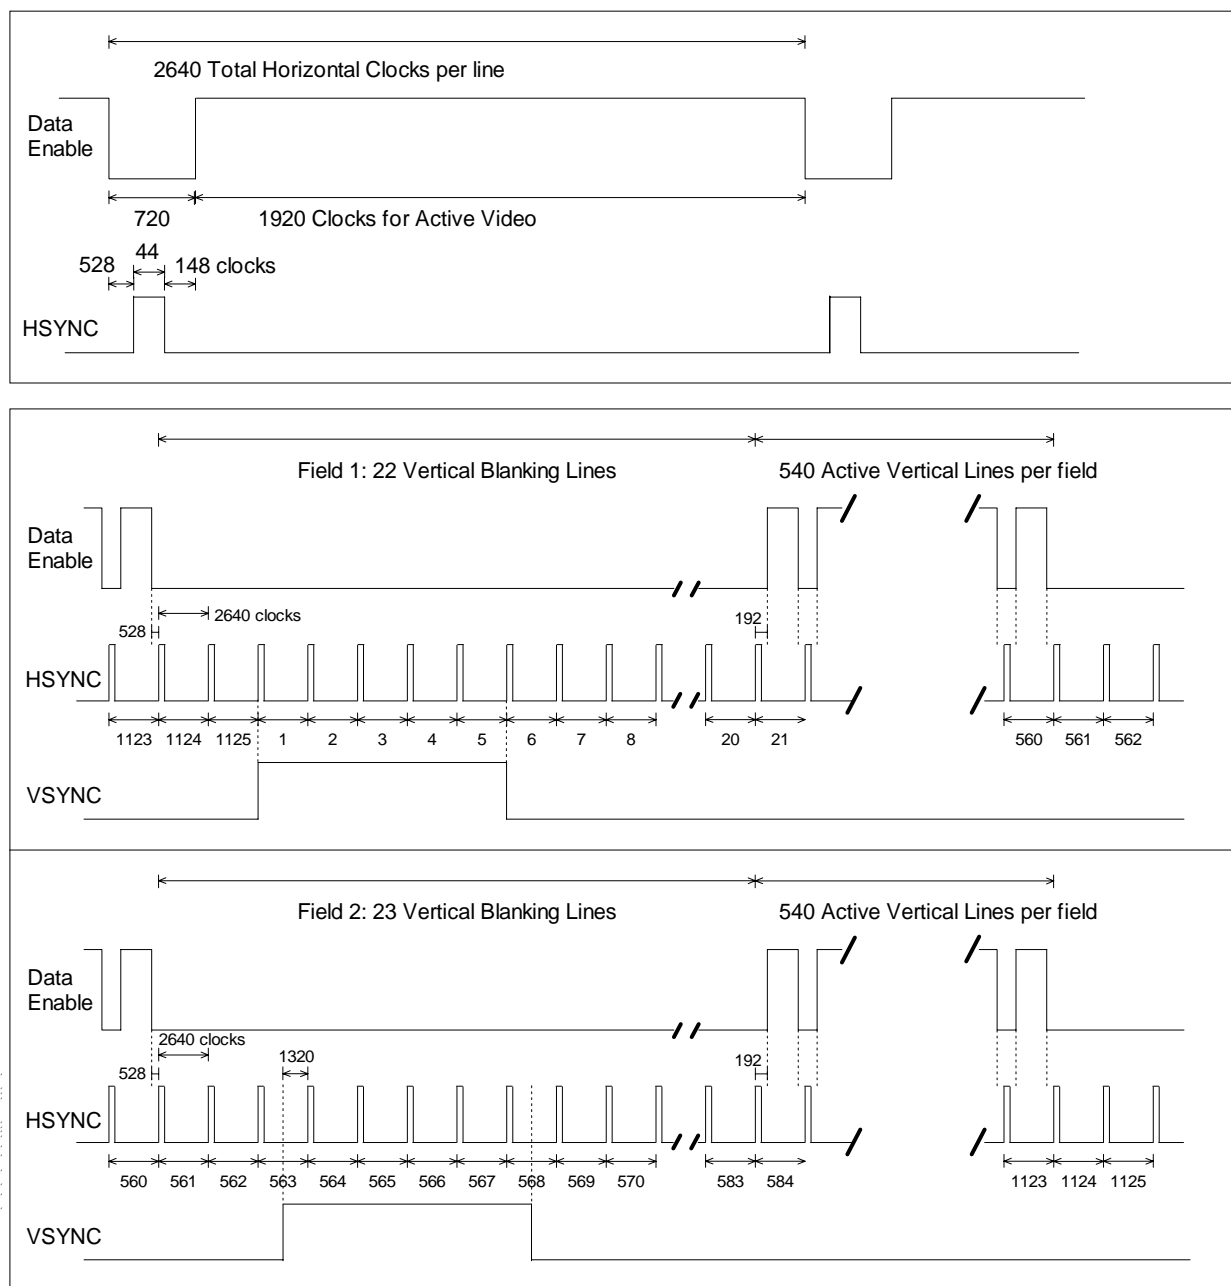 2640 Total Horizontal Clocks per line
Data
Enable
720
1920 Clocks for Active Video
44
528
148 clocks
HSYNC
Field 1: 22 Vertical Blanking Lines
540 Active Vertical Lines per field
Data
Enable
2640 clocks
528
192
HSYNC
1123 1124 1125 1 2 3 4 5 6 7 8 20 21 560 561 562
VSYNC
Field 2: 23 Vertical Blanking Lines
540 Active Vertical Lines per field
Data
Enable
2640 clocks
1320
528
192
HSYNC
560 561 562 563 564 565 566 567 568 569 570 583 584 1123 1124 1125
VSYNC